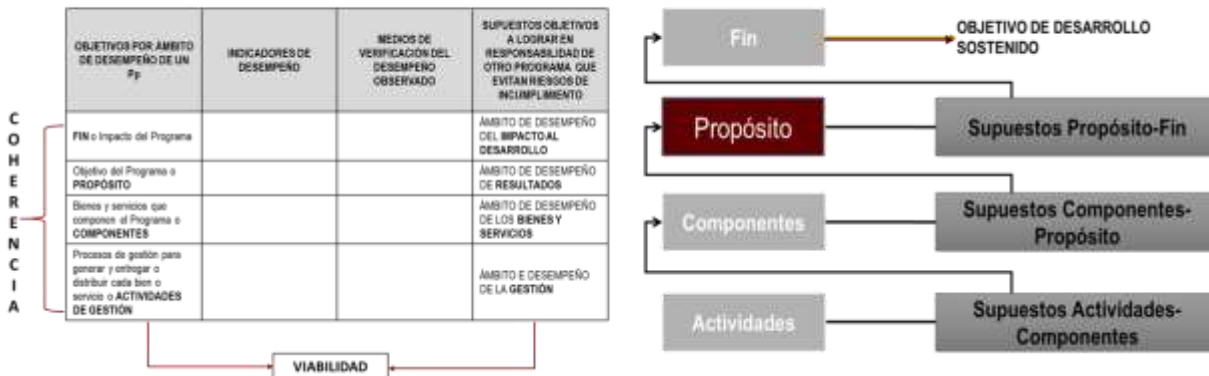 OBJETIVOS POR ÁMBITO
DE DESEMPEÑO DE UN
Pp
INDICADORES DE
DESEMPEÑO
MEDIOS DE
VERIFICACIÓN DEL
DESEMPEÑO
OBSERVADO
SUPUESTOS OBJETIVOS
A LOGRAR EN
RESPONSABILIDAD DE
OTRO PROGRAMA QUE
EVITAN RIESGOS DE
INCUMPLIMIENTO
COHERENCIA
FIN o Impacto del Programa
ÁMBITO DE DESEMPEÑO
DEL IMPACTO AL
DESARROLLO
Objetivo del Programa o
PROPÓSITO
ÁMBITO DE DESEMPEÑO
DE RESULTADOS
Bienes y servicios que
componen el Programa o
COMPONENTES
ÁMBITO DE DESEMPEÑO
DE LOS BIENES Y
SERVICIOS
Procesos de gestión para
generar y entregar o
distribuir cada bien o
servicio o ACTIVIDADES
DE GESTIÓN
ÁMBITO E DESEMPEÑO
DE LA GESTIÓN
VIABILIDAD
Fin
OBJETIVO DE DESARROLLO
SOSTENIDO
Propósito
Supuestos Propósito-Fin
Componentes
Supuestos Componentes-
Propósito
Actividades
Supuestos Actividades-
Componentes